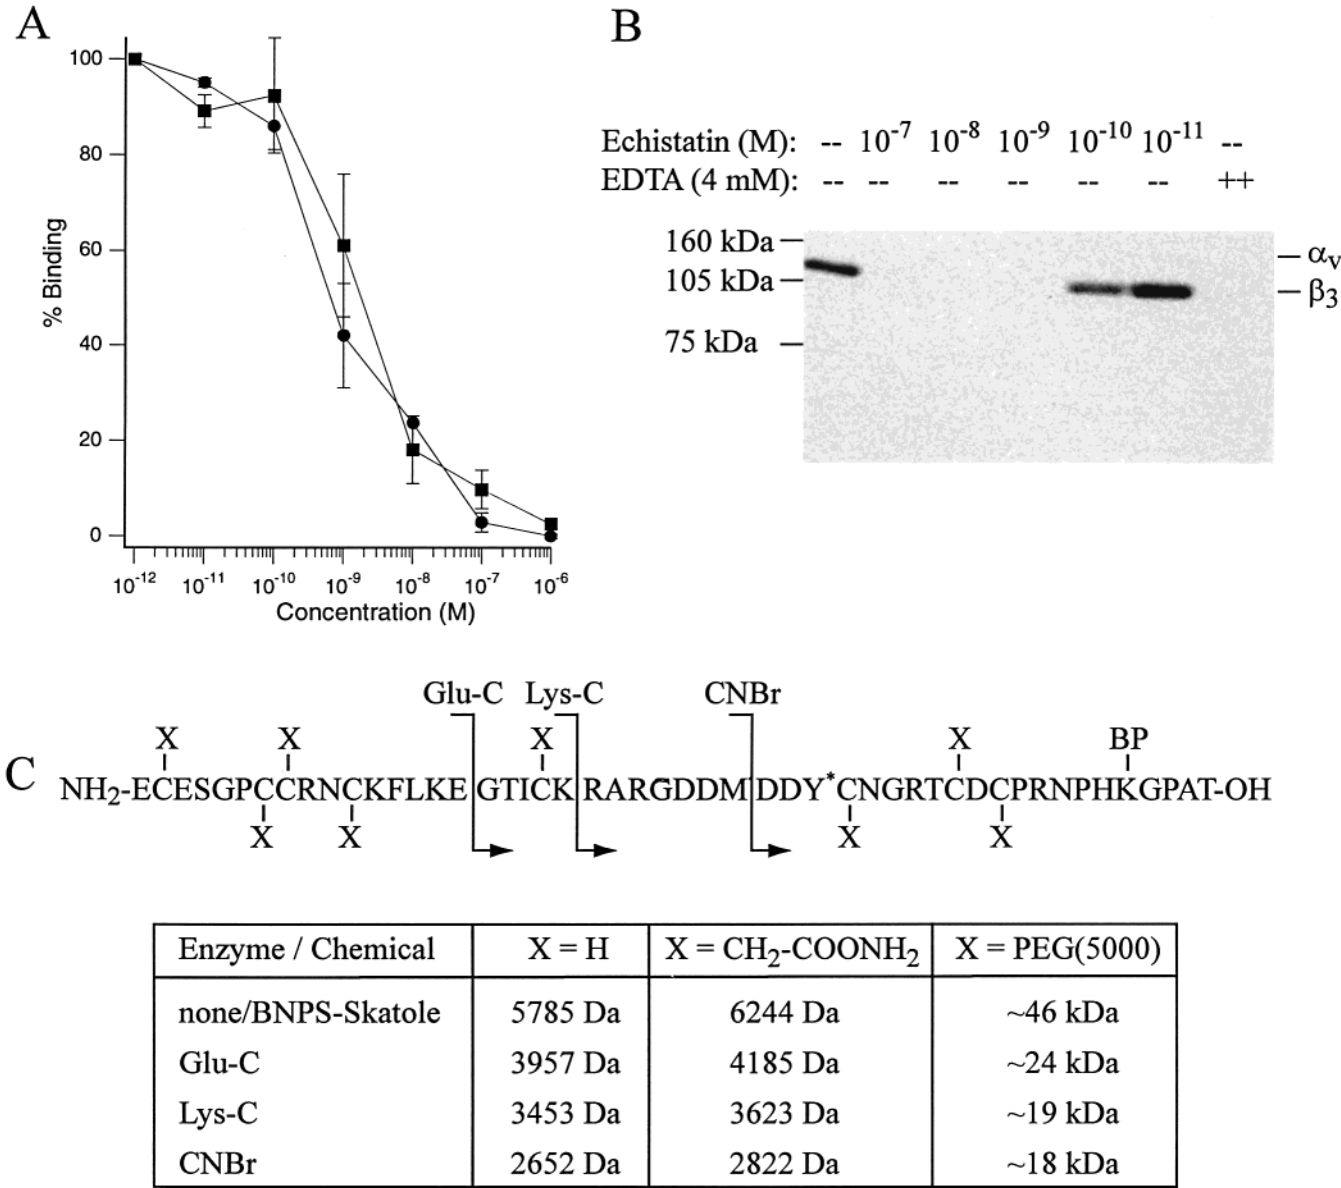 A
100
80
60
40
20
0
% Binding
10-12 10-11 10-10 10-9 10-8 10-7 10-6
Concentration (M)
B
Echistatin (M): -- 10-7 10-8 10-9 10-10 10-11 --
EDTA (4 mM): -- -- -- -- -- -- ++
160 kDa
105 kDa
75 kDa
αv
β3
C
Glu-C Lys-C CNBr
X X X X BP
NH2-ECESGPCCRNCKFLKE GTICK RARGDDM DDY*CNGRTCDCPRNPHKGPAT-OH
X X X X
Enzyme / Chemical X = H X = CH2-COONH2 X = PEG(5000)
none/BNPS-Skatole 5785 Da 6244 Da ~46 kDa
Glu-C 3957 Da 4185 Da ~24 kDa
Lys-C 3453 Da 3623 Da ~19 kDa
CNBr 2652 Da 2822 Da ~18 kDa